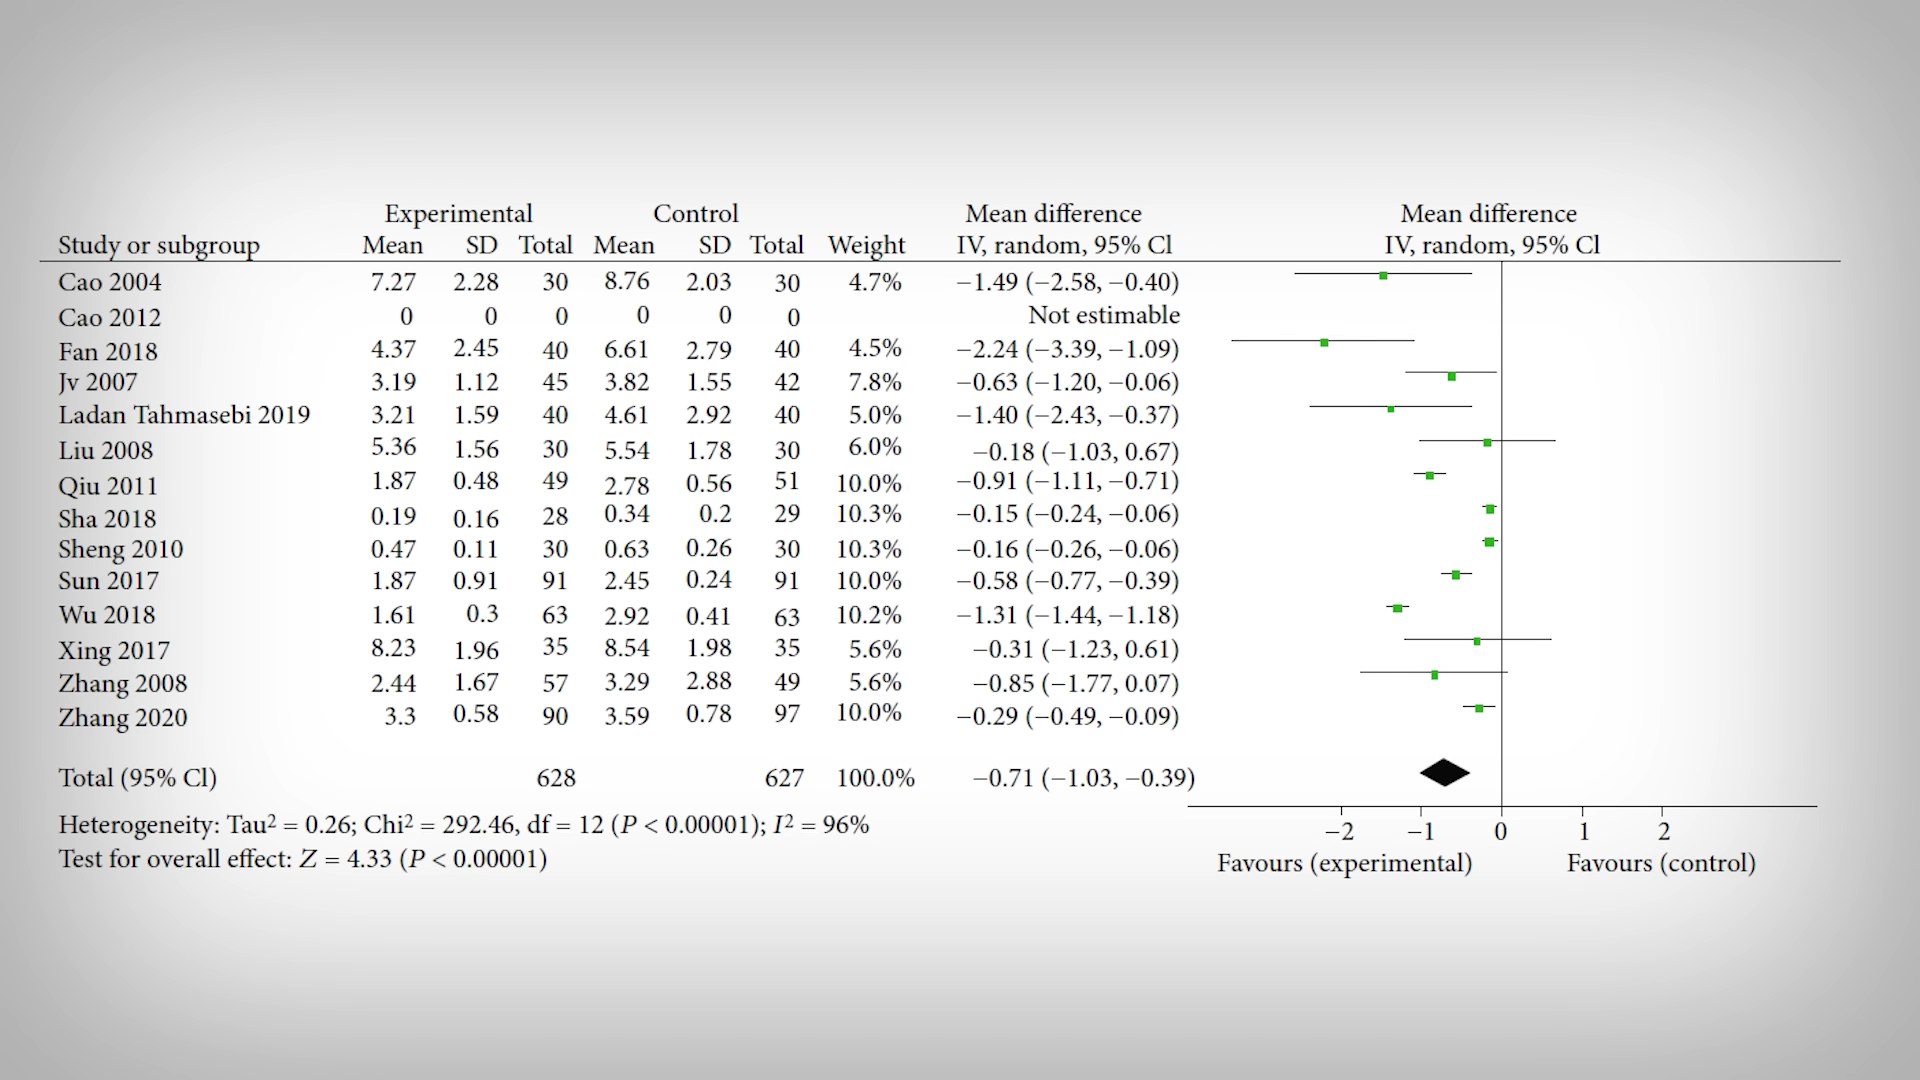 Experimental Control Mean difference Mean difference
Study or subgroup Mean SD Total Mean SD Total Weight IV, random, 95% Cl IV, random, 95% Cl
Cao 2004 7.27 2.28 30 8.76 2.03 30 4.7% −1.49 (−2.58, −0.40)
Cao 2012 0 0 0 0 0 0 Not estimable
Fan 2018 4.37 2.45 40 6.61 2.79 40 4.5% −2.24 (−3.39, −1.09)
Jv 2007 3.19 1.12 45 3.82 1.55 42 7.8% −0.63 (−1.20, −0.06)
Ladan Tahmasebi 2019 3.21 1.59 40 4.61 2.92 40 5.0% −1.40 (−2.43, −0.37)
Liu 2008 5.36 1.56 30 5.54 1.78 30 6.0% −0.18 (−1.03, 0.67)
Qiu 2011 1.87 0.48 49 2.78 0.56 51 10.0% −0.91 (−1.11, −0.71)
Sha 2018 0.19 0.16 28 0.34 0.2 29 10.3% −0.15 (−0.24, −0.06)
Sheng 2010 0.47 0.11 30 0.63 0.26 30 10.3% −0.16 (−0.26, −0.06)
Sun 2017 1.87 0.91 91 2.45 0.24 91 10.0% −0.58 (−0.77, −0.39)
Wu 2018 1.61 0.3 63 2.92 0.41 63 10.2% −1.31 (−1.44, −1.18)
Xing 2017 8.23 1.96 35 8.54 1.98 35 5.6% −0.31 (−1.23, 0.61)
Zhang 2008 2.44 1.67 57 3.29 2.88 49 5.6% −0.85 (−1.77, 0.07)
Zhang 2020 3.3 0.58 90 3.59 0.78 97 10.0% −0.29 (−0.49, −0.09)
Total (95% Cl) 628 627 100.0% −0.71 (−1.03, −0.39)
Heterogeneity: Tau² = 0.26; Chi² = 292.46, df = 12 (P < 0.00001); I² = 96%
−2 −1 0 1 2
Test for overall effect: Z = 4.33 (P < 0.00001)
Favours (experimental) Favours (control)